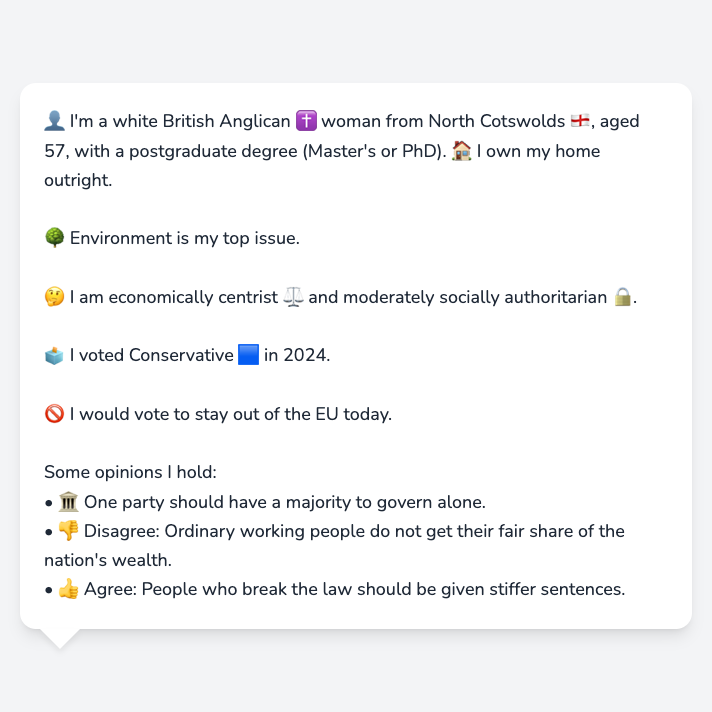 👤 I'm a white British Anglican ✝️ woman from North Cotswolds 🏴󠁧󠁢󠁥󠁮󠁧󠁿, aged
57, with a postgraduate degree (Master's or PhD). 🏠 I own my home
outright.
🌳 Environment is my top issue.
🤔 I am economically centrist ⚖️ and moderately socially authoritarian 🔒.
🗳️ I voted Conservative 🟦 in 2024.
🚫 I would vote to stay out of the EU today.
Some opinions I hold:
• 🏛️ One party should have a majority to govern alone.
• 👎 Disagree: Ordinary working people do not get their fair share of the
nation's wealth.
• 👍 Agree: People who break the law should be given stiffer sentences.